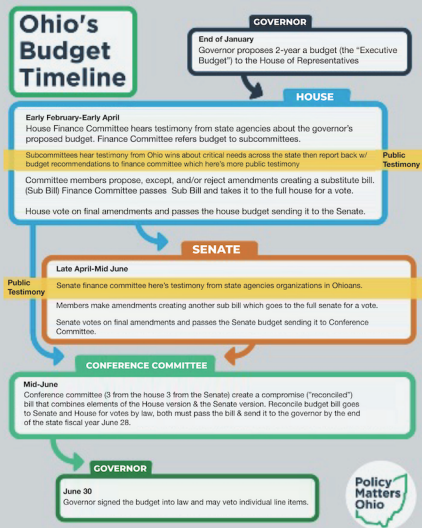 Ohio's
Budget
Timeline
GOVERNOR
End of January
Governor proposes 2-year a budget (the "Executive
Budget") to the House of Representatives
HOUSE
Early February-Early April
House Finance Committee hears testimony from state agencies about the governor's
proposed budget. Finance Committee refers budget to subcommittees.
Subcommittees hear testimony from Ohio wins about critical needs across the state then report back w/
budget recommendations to finance committee which here's more public testimony
Public
Testimony
Committee members propose, except, and/or reject amendments creating a substitute bill.
(Sub Bill) Finance Committee passes Sub Bill and takes it to the full house for a vote.
House vote on final amendments and passes the house budget sending it to the Senate.
SENATE
Late April-Mid June
Public
Testimony
Senate finance committee here's testimony from state agencies organizations in Ohioans.
Members make amendments creating another sub bill which goes to the full senate for a vote.
Senate votes on final amendments and passes the Senate budget sending it to Conference
Committee.
CONFERENCE COMMITTEE
Mid-June
Conference committee (3 from the house 3 from the Senate) create a compromise ("reconciled")
bill that combines elements of the House version & the Senate version. Reconcile budget bill goes
to Senate and House for votes by law, both must pass the bill & send it to the governor by the end
of the state fiscal year June 28.
GOVERNOR
June 30
Governor signed the budget into law and may veto individual line items.
Policy
Matters
Ohio